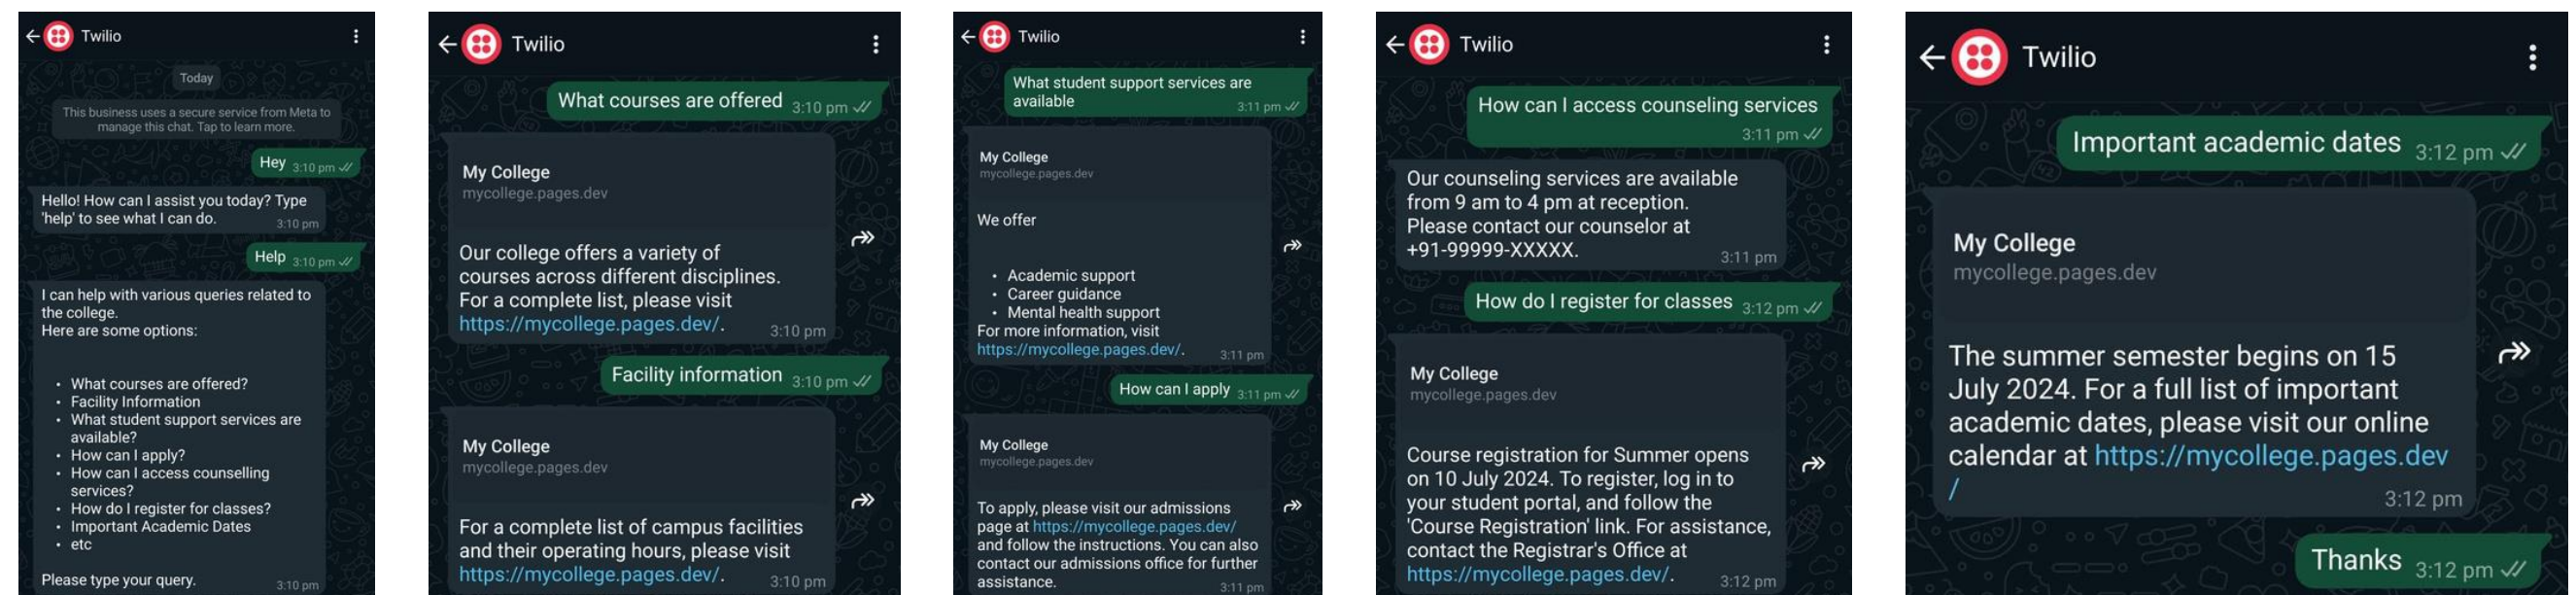 Twilio
Today
This business uses a secure service from Meta to
manage this chat. Tap to learn more.
Hey 3:10 pm
Hello! How can I assist you today? Type
'help' to see what I can do.
3:10 pm
Help 3:10 pm
I can help with various queries related to
the college.
Here are some options:
• What courses are offered?
• Facility Information
• What student support services are
available?
• How can I apply?
• How can I access counselling
services?
• How do I register for classes?
• Important Academic Dates
• etc
Please type your query.
3:10 pm
Twilio
What courses are offered 3:10 pm
My College
mycollege.pages.dev
Our college offers a variety of
courses across different disciplines.
For a complete list, please visit
https://mycollege.pages.dev/.
3:10 pm
Facility information 3:10 pm
My College
mycollege.pages.dev
For a complete list of campus facilities
and their operating hours, please visit
https://mycollege.pages.dev/.
3:10 pm
Twilio
What student support services are
available
3:11 pm
My College
mycollege.pages.dev
We offer
• Academic support
• Career guidance
• Mental health support
For more information, visit
https://mycollege.pages.dev/.
3:11 pm
How can I apply 3:11 pm
My College
mycollege.pages.dev
To apply, please visit our admissions
page at https://mycollege.pages.dev/
and follow the instructions. You can also
contact our admissions office for further
assistance.
3:11 pm
Twilio
How can I access counseling services
3:11 pm
Our counseling services are available
from 9 am to 4 pm at reception.
Please contact our counselor at
+91-99999-XXXXX.
3:11 pm
How do I register for classes 3:12 pm
My College
mycollege.pages.dev
Course registration for Summer opens
on 10 July 2024. To register, log in to
your student portal, and follow the
'Course Registration' link. For assistance,
contact the Registrar's Office at
https://mycollege.pages.dev/.
3:12 pm
Twilio
Important academic dates 3:12 pm
My College
mycollege.pages.dev
The summer semester begins on 15
July 2024. For a full list of important
academic dates, please visit our online
calendar at https://mycollege.pages.dev
/
3:12 pm
Thanks 3:12 pm